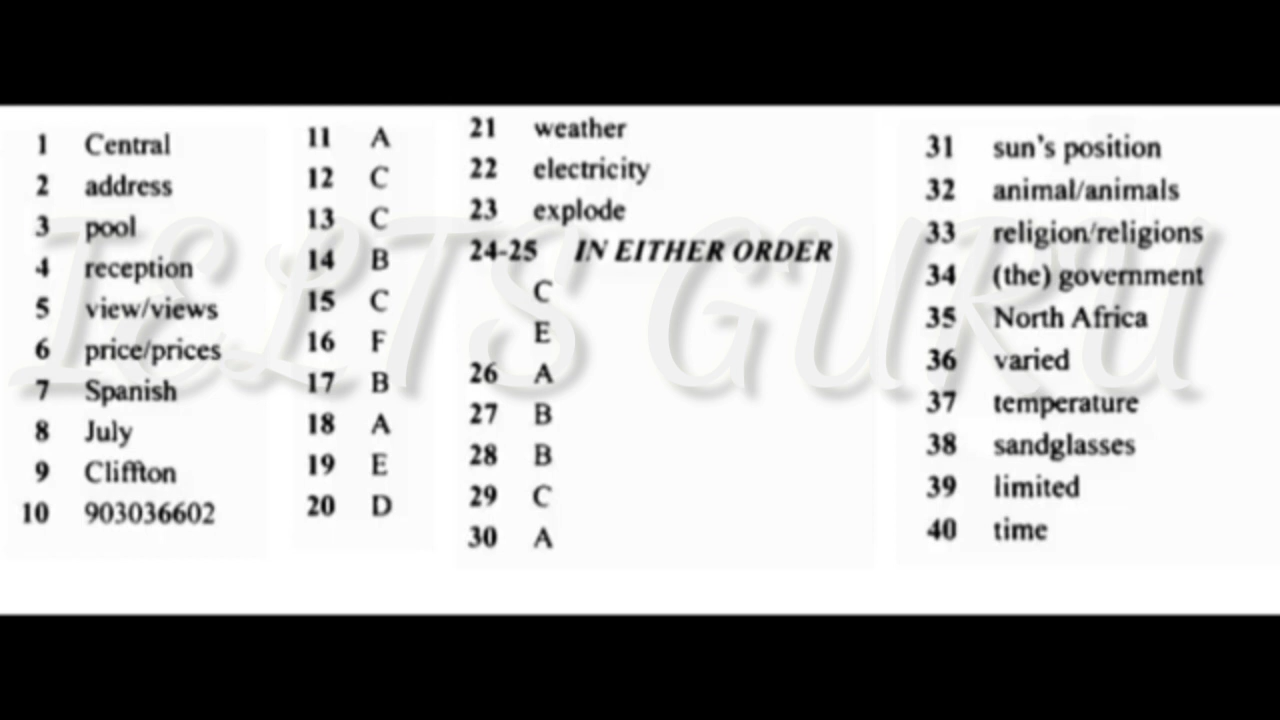 1 Central
2 address
3 pool
4 reception
5 view/views
6 price/prices
7 Spanish
8 July
9 Cliffton
10 903036602
11 A
12 C
13 C
14 B
15 C
16 F
17 B
18 A
19 E
20 D
21 weather
22 electricity
23 explode
24-25 IN EITHER ORDER
C
E
26 A
27 B
28 B
29 C
30 A
31 sun's position
32 animal/animals
33 religion/religions
34 (the) government
35 North Africa
36 varied
37 temperature
38 sandglasses
39 limited
40 time
IELTS GURU